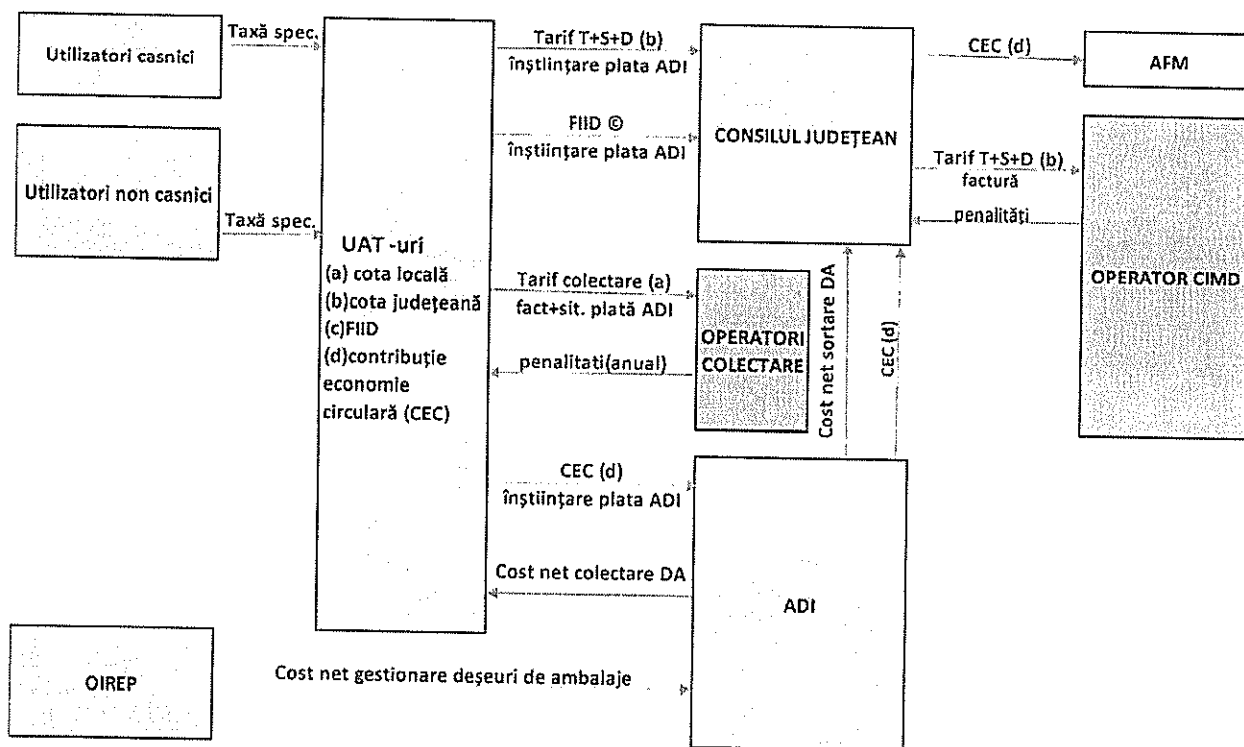 Utilizatori casnici
Taxă spec.
Utilizatori non casnici
Taxă spec.
UAT -uri
(a) cota locală
(b)cota județeană
(c)FIID
(d)contribuție
economie
circulară (CEC)
Tarif T+S+D (b)
înștlințare plata ADI
FIID ©
înștiințare plata ADI
CONSILUL JUDEȚEAN
CEC (d)
AFM
Tarif T+S+D (b)
factură
penalități
OPERATOR CIMD
Tarif colectare (a)
fact+sit. plată ADI
penalitati(anual)
OPERATORI
COLECTARE
Cost net sortare DA
CEC (d)
CEC (d)
înștiințare plata ADI
Cost net colectare DA
ADI
OIREP
Cost net gestionare deșeuri de ambalaje